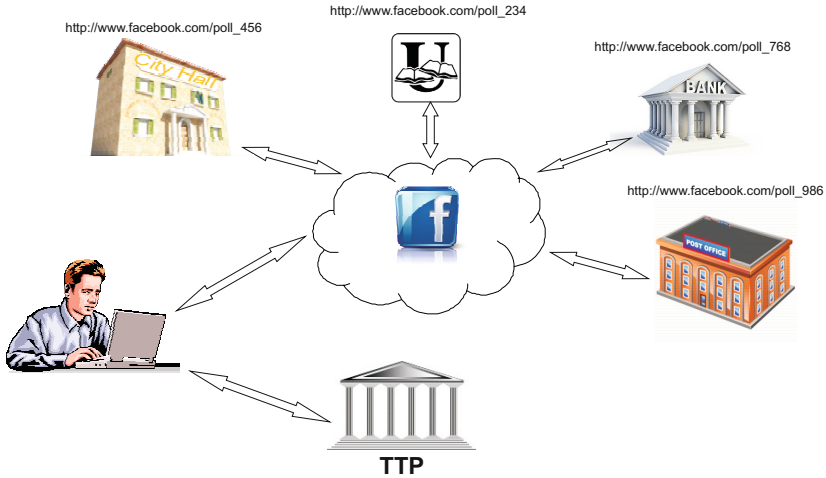 http://www.facebook.com/poll_234
http://www.facebook.com/poll_456
http://www.facebook.com/poll_768
City Hall
U
BANK
http://www.facebook.com/poll_986
f
POST OFFICE
TTP